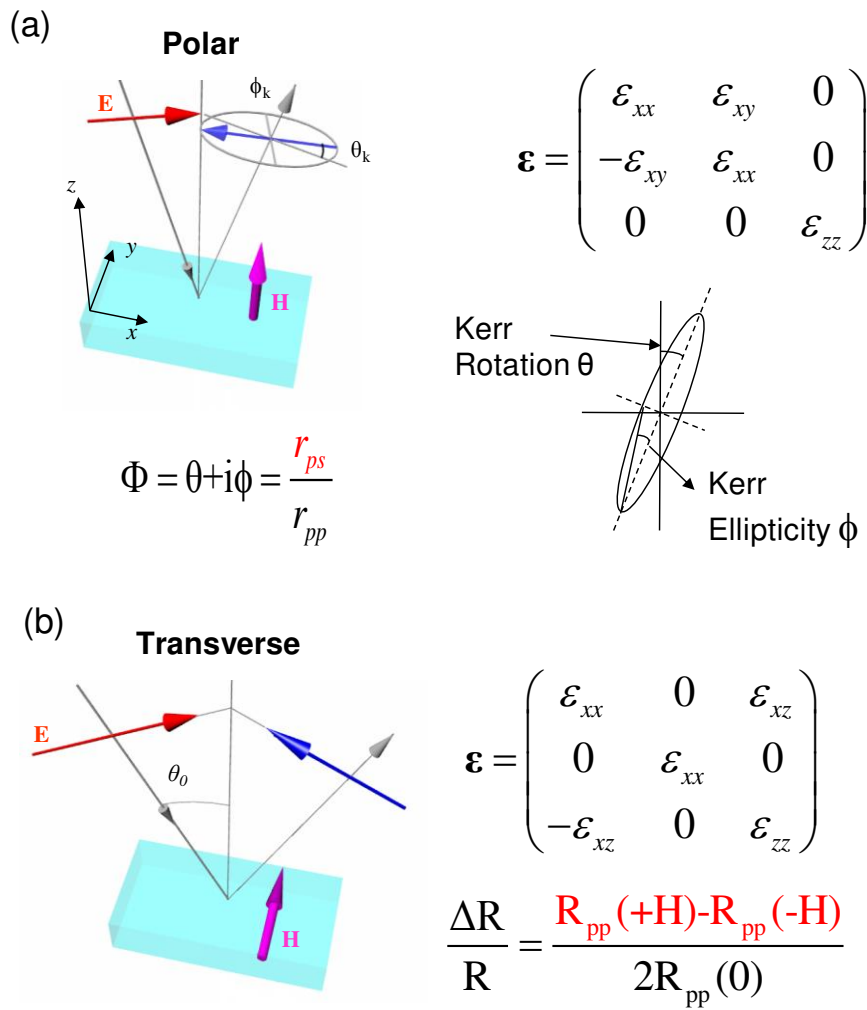 (a)
Polar
E
ϕk
θk
z
y
x
H
ε = ( εxx εxy 0
-εxy εxx 0
0 0 εzz )
Kerr
Rotation θ
Kerr
Ellipticity ϕ
Φ = θ+iϕ = rps / rpp
(b)
Transverse
E
θ0
H
ε = ( εxx 0 εxz
0 εxx 0
-εxz 0 εzz )
ΔR / R = Rpp(+H)-Rpp(-H) / 2Rpp(0)